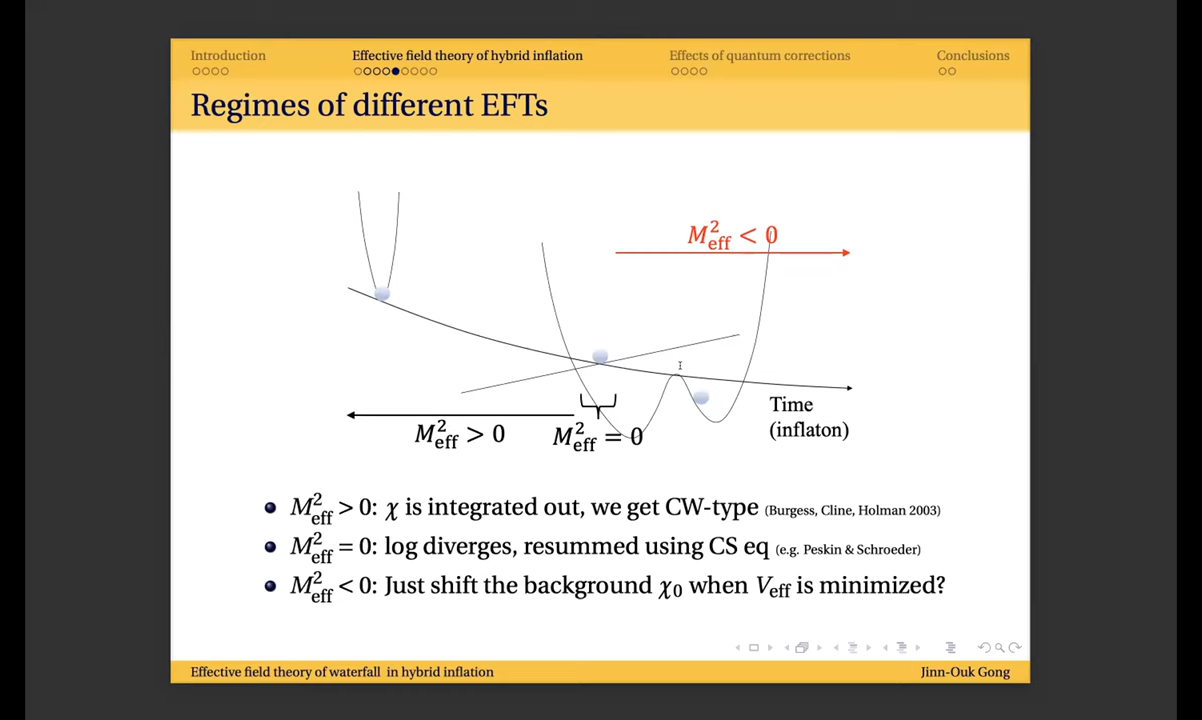 Introduction
Effective field theory of hybrid inflation
Effects of quantum corrections
Conclusions
Regimes of different EFTs
M²eff < 0
M²eff > 0
M²eff = 0
Time
(inflaton)
M²eff > 0: χ is integrated out, we get CW-type (Burgess, Cline, Holman 2003)
M²eff = 0: log diverges, resummed using CS eq (e.g. Peskin & Schroeder)
M²eff < 0: Just shift the background χ₀ when Veff is minimized?
Effective field theory of waterfall in hybrid inflation
Jinn-Ouk Gong